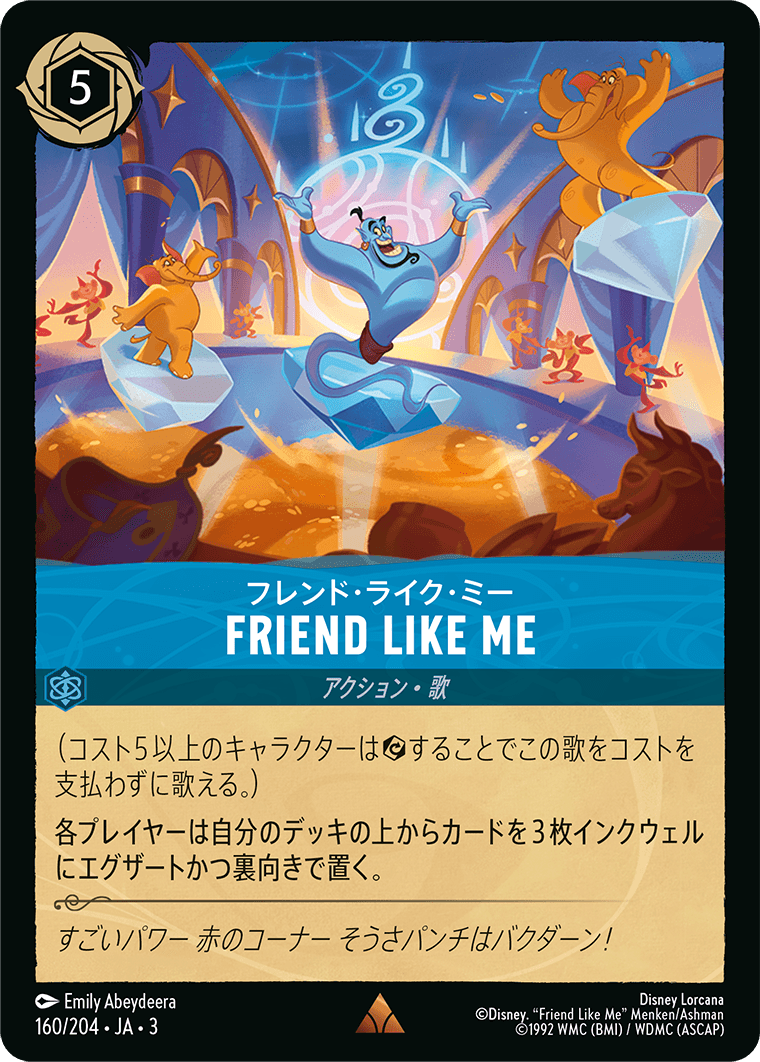 5
フレンド・ライク・ミー
FRIEND LIKE ME
アクション・歌
(コスト5以上のキャラクターはすることでこの歌をコストを
支払わずに歌える。)
各プレイヤーは自分のデッキの上からカードを3枚インクウェル
にエグザートかつ裏向きで置く。
すごいパワー 赤のコーナー そうさパンチはバクダーン!
Emily Abeydeera
160/204・JA・3
Disney Lorcana
©Disney. “Friend Like Me” Menken/Ashman
©1992 WMC (BMI) / WDMC (ASCAP)